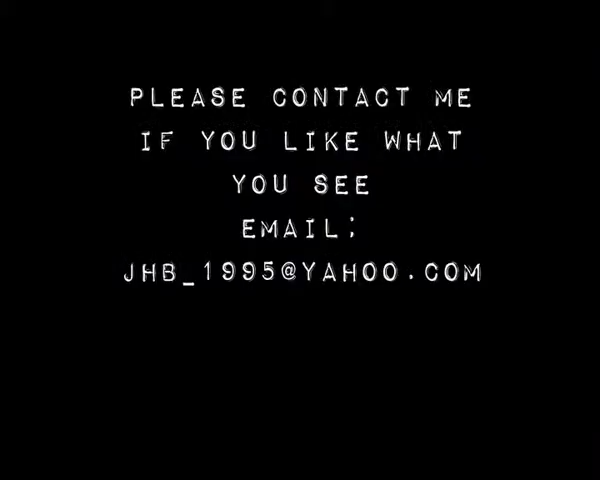 PLEASE CONTACT ME
IF YOU LIKE WHAT
YOU SEE
EMAIL:
JHB_1995@YAHOO.COM